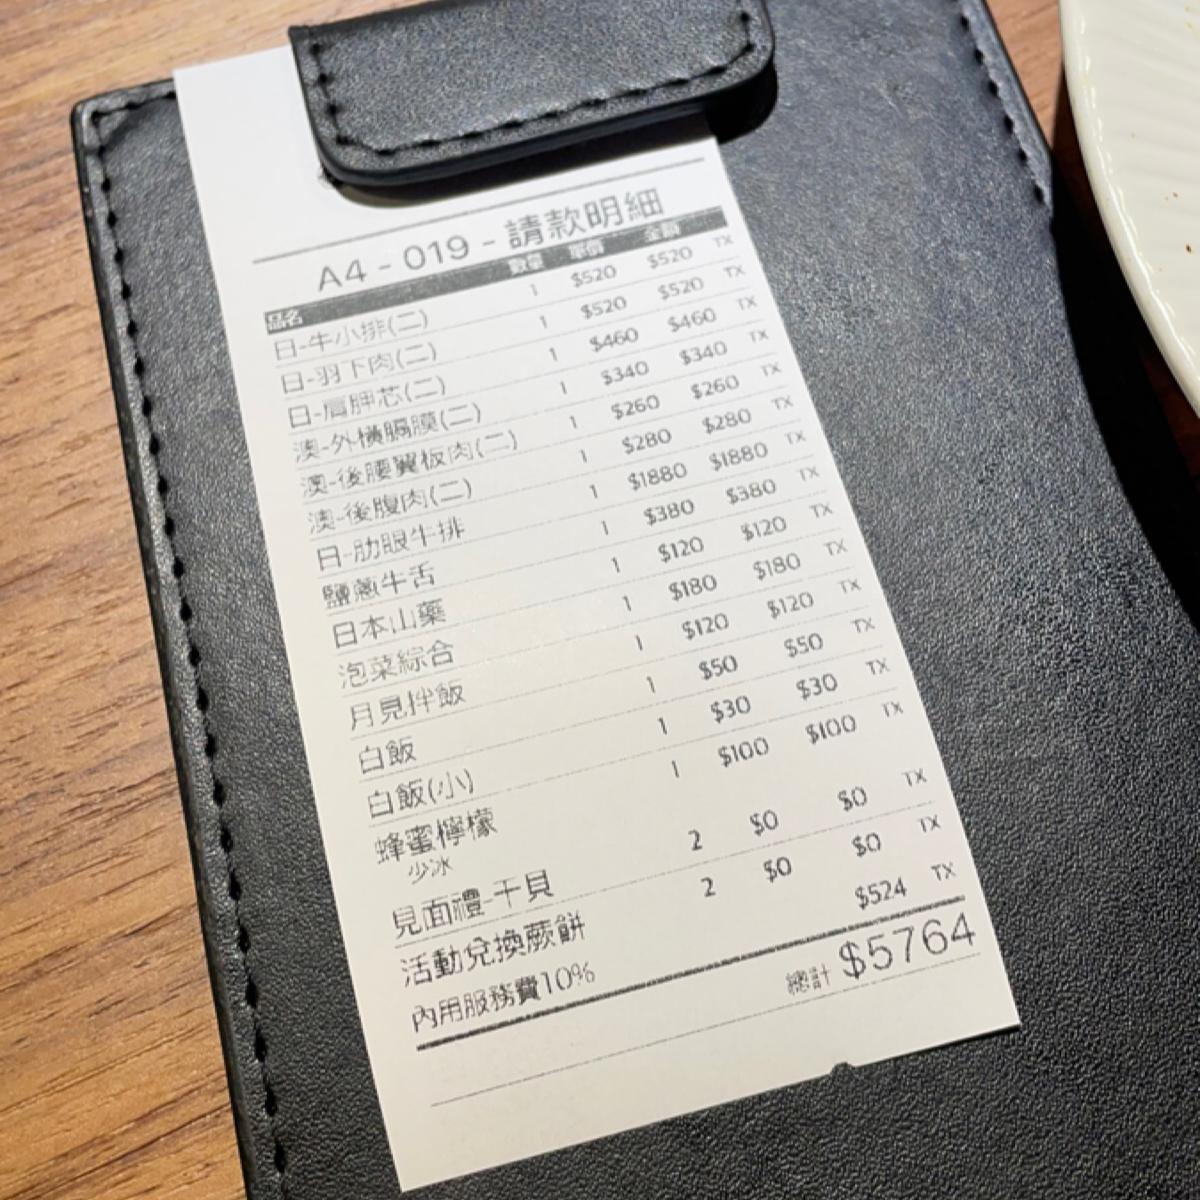 A4 - 019 - 請款明細
品名 數量 單價 金額
日-牛小排(二) 1 $520 $520 TX
日-羽下肉(二) 1 $520 $520 TX
日-肩胛芯(二) 1 $460 $460 TX
澳-外橫膈膜(二) 1 $340 $340 TX
澳-後腰翼板肉(二) 1 $260 $260 TX
澳-後腹肉(二) 1 $280 $280 TX
日-肋眼牛排 1 $1880 $1880 TX
鹽蔥牛舌 1 $380 $380 TX
日本山藥 1 $120 $120 TX
泡菜綜合 1 $180 $180 TX
月見拌飯 1 $120 $120 TX
白飯 1 $50 $50 TX
白飯(小) 1 $30 $30 TX
蜂蜜檸檬 1 $100 $100 TX
少冰
見面禮-干貝 2 $0 $0 TX
活動兌換蕨餅 2 $0 $0 TX
內用服務費10% $524 TX
總計 $5764